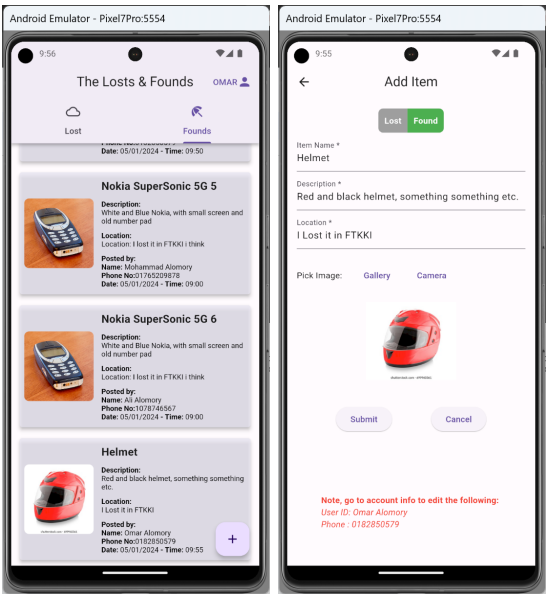 Android Emulator - Pixel7Pro:5554
9:56
The Losts & Founds
OMAR
Lost
Founds
Date: 05/01/2024 - Time: 09:50
Nokia SuperSonic 5G 5
Description:
White and Blue Nokia, with small screen and
old number pad
Location:
Location: I lost it in FTKKI i think
Posted by:
Name: Mohammad Alomory
Phone No:01765209878
Date: 05/01/2024 - Time: 09:00
Nokia SuperSonic 5G 6
Description:
White and Blue Nokia, with small screen and
old number pad
Location:
Location: I lost it in FTKKI i think
Posted by:
Name: Ali Alomory
Phone No:1078746567
Date: 05/01/2024 - Time: 09:00
Helmet
Description:
Red and black helmet, something something
etc.
Location:
I Lost it in FTKKI
Posted by:
Name: Omar Alomory
Phone No:0182850579
Date: 05/01/2024 - Time: 09:55
+
Android Emulator - Pixel7Pro:5554
9:55
Add Item
Lost Found
Item Name *
Helmet
Description *
Red and black helmet, something something etc.
Location *
I Lost it in FTKKI
Pick Image: Gallery Camera
Submit Cancel
Note, go to account info to edit the following:
User ID: Omar Alomory
Phone : 0182850579